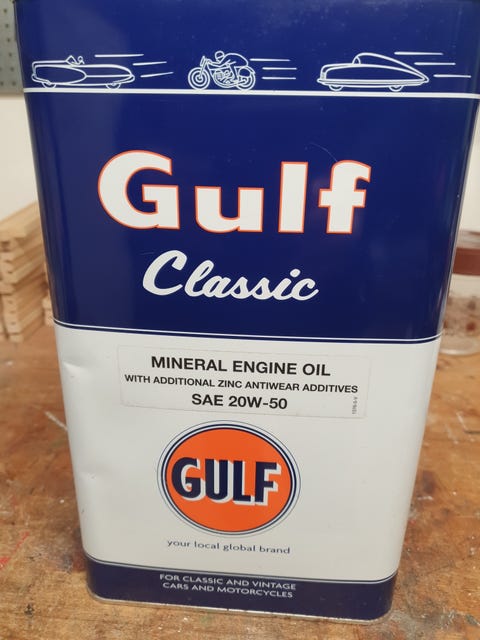 Gulf
Classic
MINERAL ENGINE OIL
WITH ADDITIONAL ZINC ANTIWEAR ADDITIVES
SAE 20W-50
GULF
your local global brand
FOR CLASSIC AND VINTAGE
CARS AND MOTORCYCLES